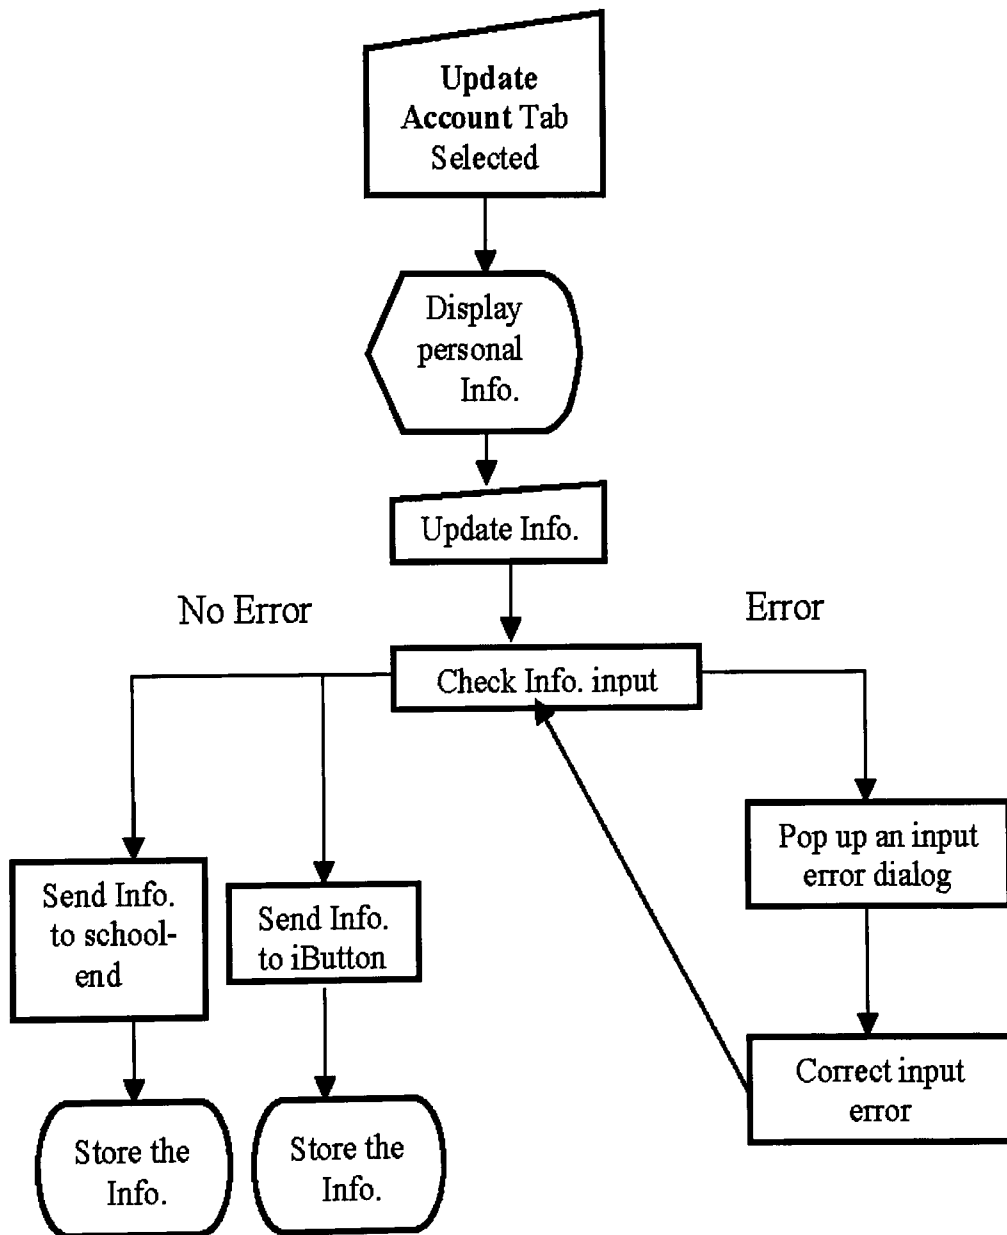 Update
Account Tab
Selected
Display
personal
Info.
Update Info.
No Error
Error
Check Info. input
Pop up an input
error dialog
Send Info.
to school-
end
Send Info.
to iButton
Correct input
error
Store the
Info.
Store the
Info.